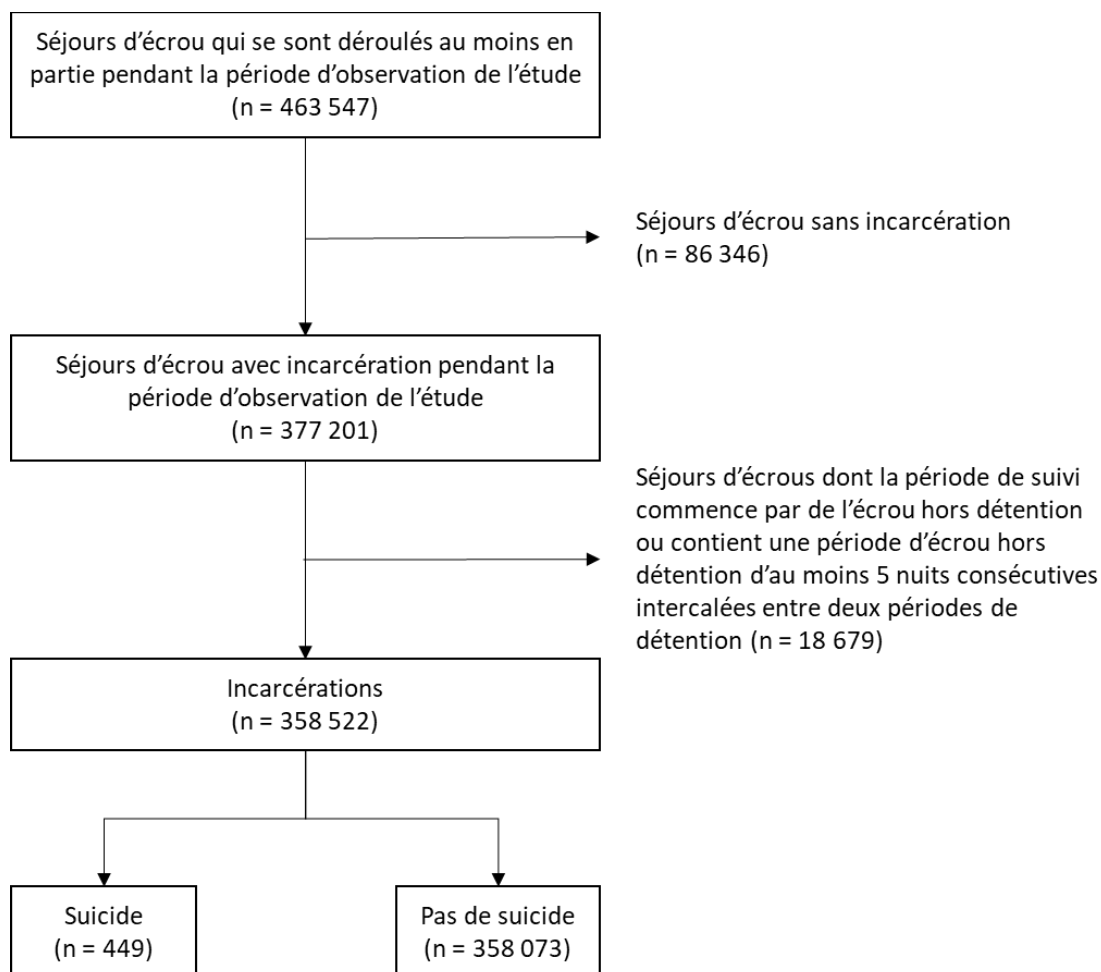 Séjours d’écrou qui se sont déroulés au moins en
partie pendant la période d’observation de l’étude
(n = 463 547)
Séjours d’écrou sans incarcération
(n = 86 346)
Séjours d’écrou avec incarcération pendant la
période d’observation de l’étude
(n = 377 201)
Séjours d’écrous dont la période de suivi
commence par de l’écrou hors détention
ou contient une période d’écrou hors
détention d’au moins 5 nuits consécutives
intercalées entre deux périodes de
détention (n = 18 679)
Incarcérations
(n = 358 522)
Suicide
(n = 449)
Pas de suicide
(n = 358 073)